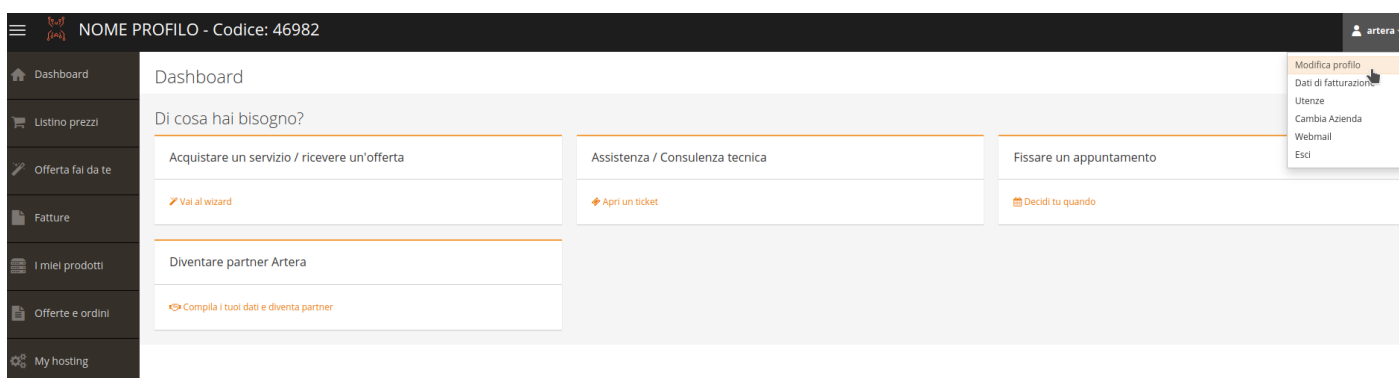 NOME PROFILO - Codice: 46982
artera
Modifica profilo
Dati di fatturazione
Utenze
Cambia Azienda
Webmail
Esci
Dashboard
Listino prezzi
Offerta fai da te
Fatture
I miei prodotti
Offerte e ordini
My hosting
Dashboard
Di cosa hai bisogno?
Acquistare un servizio / ricevere un'offerta
Vai al wizard
Assistenza / Consulenza tecnica
Apri un ticket
Fissare un appuntamento
Decidi tu quando
Diventare partner Artera
Compila i tuoi dati e diventa partner